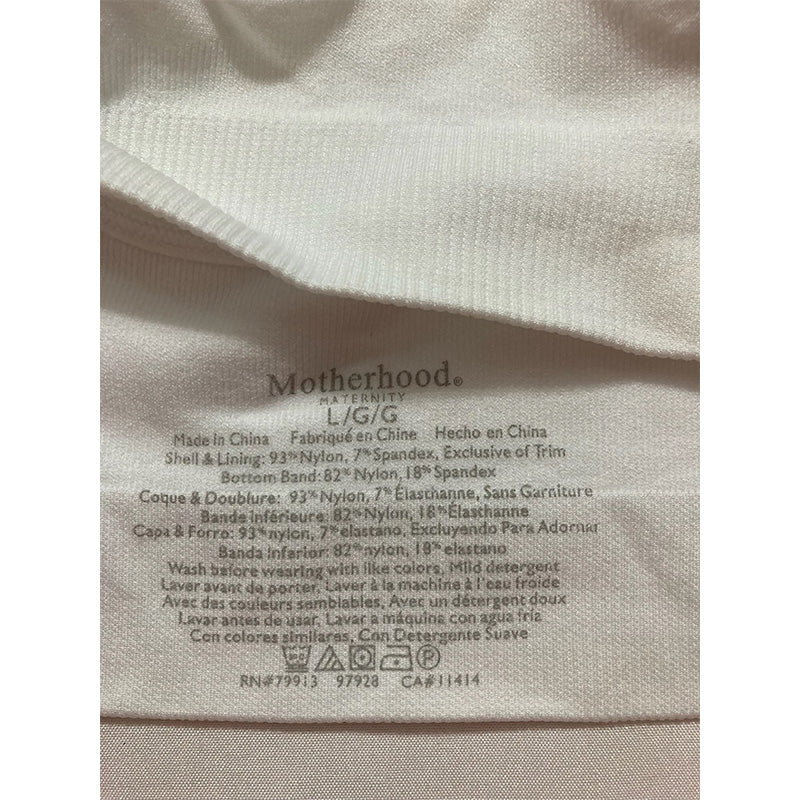 Motherhood®
MATERNITY
L/G/G
Made in China Fabriqué en Chine Hecho en China
Shell & Lining: 93% Nylon, 7% Spandex, Exclusive of Trim
Bottom Band: 82% Nylon, 18% Spandex
Coque & Doublure: 93% Nylon, 7% Élasthanne, Sans Garniture
Bande Inférieure: 82% Nylon, 18% Élasthanne
Capa & Forro: 93% nylon, 7% elastano, Excluyendo Para Adornar
Banda Inferior: 82% nylon, 18% elastano
Wash before wearing with like colors, Mild detergent
Laver avant de porter, Laver à la machine à l'eau froide
Avec des couleurs semblables, Avec un détergent doux
Lavar antes de usar, Lavar a máquina con agua fría
Con colores similares, Con Detergente Suave
RN#79913 97928 CA#11414